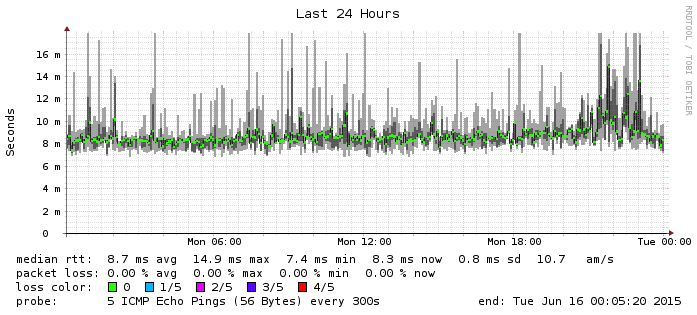 Last 24 Hours
RRDTOOL / TOBI OETIKER
Seconds
16 m
14 m
12 m
10 m
8 m
6 m
4 m
2 m
0
Mon 06:00 Mon 12:00 Mon 18:00 Tue 00:00
median rtt: 8.7 ms avg 14.9 ms max 7.4 ms min 8.3 ms now 0.8 ms sd 10.7 am/s
packet loss: 0.00 % avg 0.00 % max 0.00 % min 0.00 % now
loss color: 0 1/5 2/5 3/5 4/5
probe: 5 ICMP Echo Pings (56 Bytes) every 300s end: Tue Jun 16 00:05:20 2015